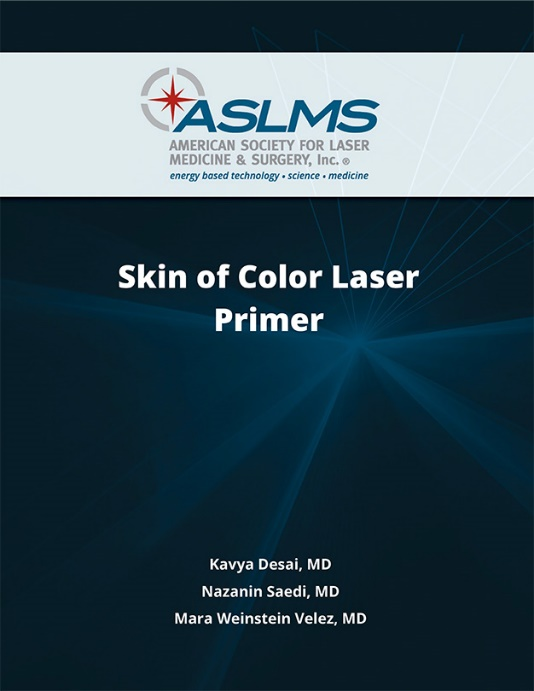 ASLMS
AMERICAN SOCIETY FOR LASER
MEDICINE & SURGERY, Inc. ®
energy based technology • science • medicine
Skin of Color Laser
Primer
Kavya Desai, MD
Nazanin Saedi, MD
Mara Weinstein Velez, MD